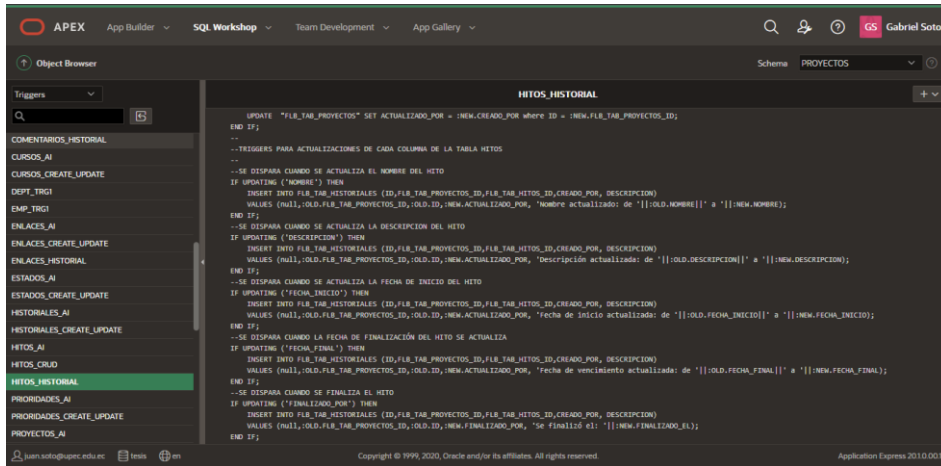 APEX App Builder SQL Workshop Team Development App Gallery GS Gabriel Soto
Object Browser Schema PROYECTOS
Triggers
HITOS_HISTORIAL
COMENTARIOS_HISTORIAL
CURSOS_AI
CURSOS_CREATE_UPDATE
DEPT_TRG1
EMP_TRG1
ENLACES_AI
ENLACES_CREATE_UPDATE
ENLACES_HISTORIAL
ESTADOS_AI
ESTADOS_CREATE_UPDATE
HISTORIALES_AI
HISTORIALES_CREATE_UPDATE
HITOS_AI
HITOS_CRUD
HITOS_HISTORIAL
PRIORIDADES_AI
PRIORIDADES_CREATE_UPDATE
PROYECTOS_AI
UPDATE "FLB_TAB_PROYECTOS" SET ACTUALIZADO_POR = :NEW.CREADO_POR where ID = :NEW.FLB_TAB_PROYECTOS_ID;
END IF;
--
--TRIGGERS PARA ACTUALIZACIONES DE CADA COLUMNA DE LA TABLA HITOS
--
--SE DISPARA CUANDO SE ACTUALIZA EL NOMBRE DEL HITO
IF UPDATING ('NOMBRE') THEN
INSERT INTO FLB_TAB_HISTORIALES (ID,FLB_TAB_PROYECTOS_ID,FLB_TAB_HITOS_ID,CREADO_POR, DESCRIPCION)
VALUES (null,:OLD.FLB_TAB_PROYECTOS_ID,:OLD.ID,:NEW.ACTUALIZADO_POR, 'Nombre actualizado: de '||:OLD.NOMBRE||' a '||:NEW.NOMBRE);
END IF;
--SE DISPARA CUANDO SE ACTUALIZA LA DESCRIPCION DEL HITO
IF UPDATING ('DESCRIPCION') THEN
INSERT INTO FLB_TAB_HISTORIALES (ID,FLB_TAB_PROYECTOS_ID,FLB_TAB_HITOS_ID,CREADO_POR, DESCRIPCION)
VALUES (null,:OLD.FLB_TAB_PROYECTOS_ID,:OLD.ID,:NEW.ACTUALIZADO_POR, 'Descripción actualizada: de '||:OLD.DESCRIPCION||' a '||:NEW.DESCRIPCION);
END IF;
--SE DISPARA CUANDO SE ACTUALIZA LA FECHA DE INICIO DEL HITO
IF UPDATING ('FECHA_INICIO') THEN
INSERT INTO FLB_TAB_HISTORIALES (ID,FLB_TAB_PROYECTOS_ID,FLB_TAB_HITOS_ID,CREADO_POR, DESCRIPCION)
VALUES (null,:OLD.FLB_TAB_PROYECTOS_ID,:OLD.ID,:NEW.ACTUALIZADO_POR, 'Fecha de inicio actualizada: de '||:OLD.FECHA_INICIO||' a '||:NEW.FECHA_INICIO);
END IF;
--SE DISPARA CUANDO LA FECHA DE FINALIZACIÓN DEL HITO SE ACTUALIZA
IF UPDATING ('FECHA_FINAL') THEN
INSERT INTO FLB_TAB_HISTORIALES (ID,FLB_TAB_PROYECTOS_ID,FLB_TAB_HITOS_ID,CREADO_POR, DESCRIPCION)
VALUES (null,:OLD.FLB_TAB_PROYECTOS_ID,:OLD.ID,:NEW.ACTUALIZADO_POR, 'Fecha de vencimiento actualizada: de '||:OLD.FECHA_FINAL||' a '||:NEW.FECHA_FINAL);
END IF;
--SE DISPARA CUANDO SE FINALIZA EL HITO
IF UPDATING ('FINALIZADO_POR') THEN
INSERT INTO FLB_TAB_HISTORIALES (ID,FLB_TAB_PROYECTOS_ID,FLB_TAB_HITOS_ID,CREADO_POR, DESCRIPCION)
VALUES (null,:OLD.FLB_TAB_PROYECTOS_ID,:OLD.ID,:NEW.FINALIZADO_POR, 'Se finalizó el: '||:NEW.FINALIZADO_EL);
END IF;
juan.soto@upec.edu.ec tesis en Copyright © 1999, 2020, Oracle and/or its affiliates. All rights reserved. Application Express 20.1.0.00.1